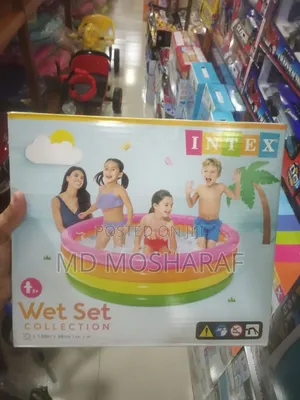 INTEX
POSTED ON
MD MOSHARAF
Wet Set
COLLECTION